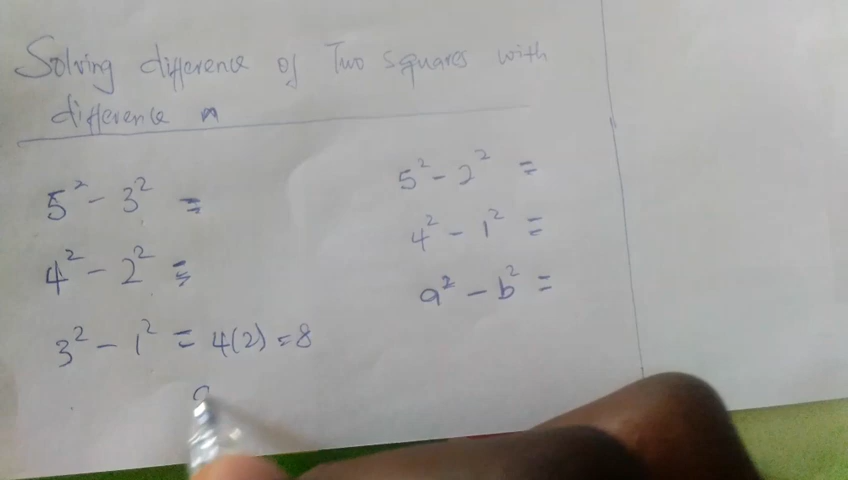 Solving difference of Two squares with
difference n
5² - 3² =
4² - 2² =
3² - 1² = 4(2) = 8
5² - 2² =
4² - 1² =
a² - b² =